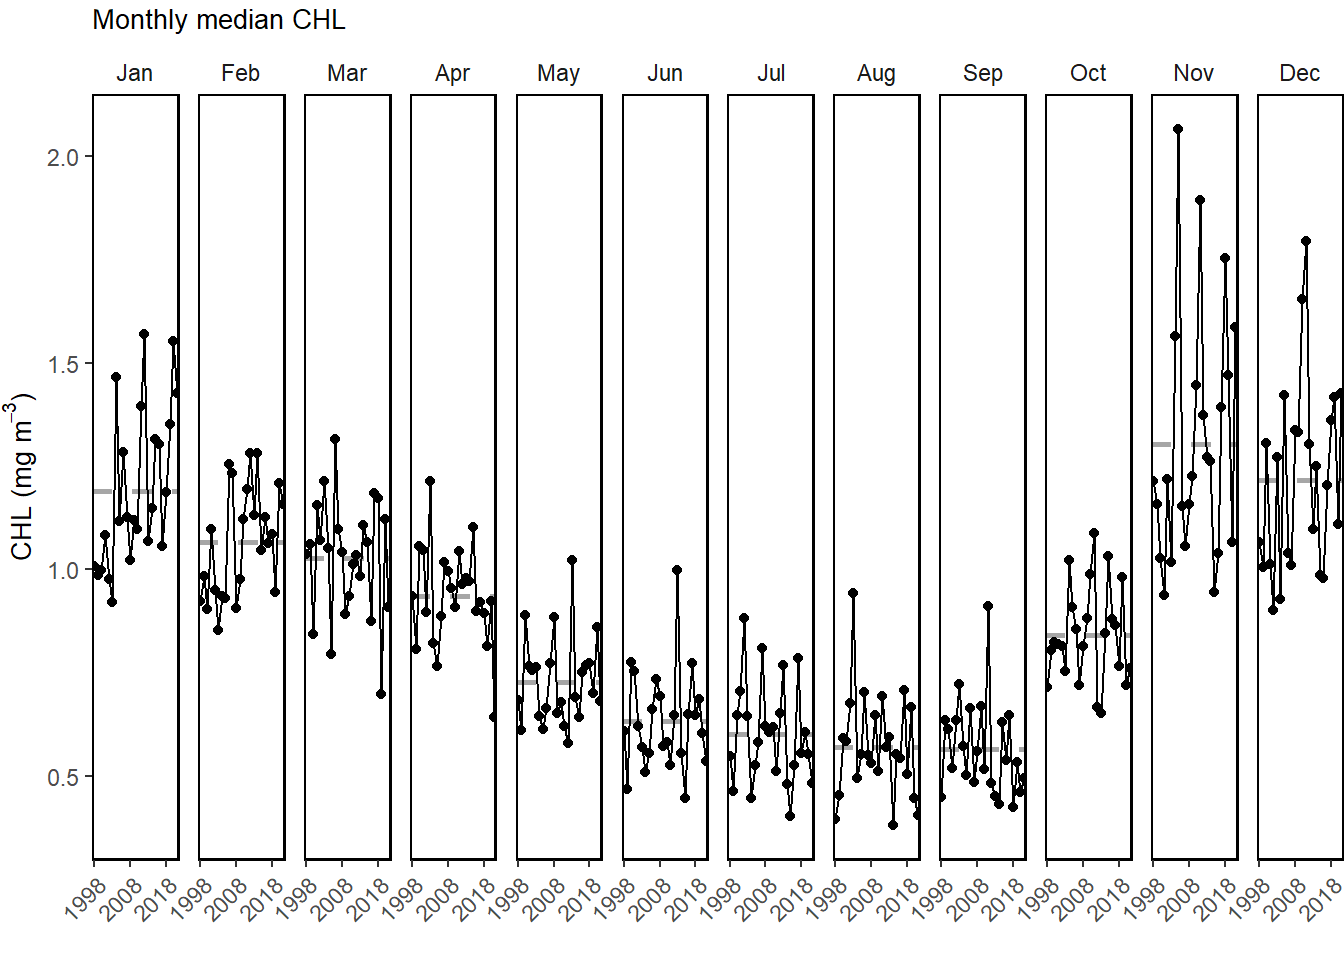 Monthly median CHL
Jan Feb Mar Apr May Jun Jul Aug Sep Oct Nov Dec
2.0
1.5
1.0
0.5
CHL (mg m⁻³)
1998 2008 2018 1998 2008 2018 1998 2008 2018 1998 2008 2018 1998 2008 2018 1998 2008 2018 1998 2008 2018 1998 2008 2018 1998 2008 2018 1998 2008 2018 1998 2008 2018 1998 2008 2018